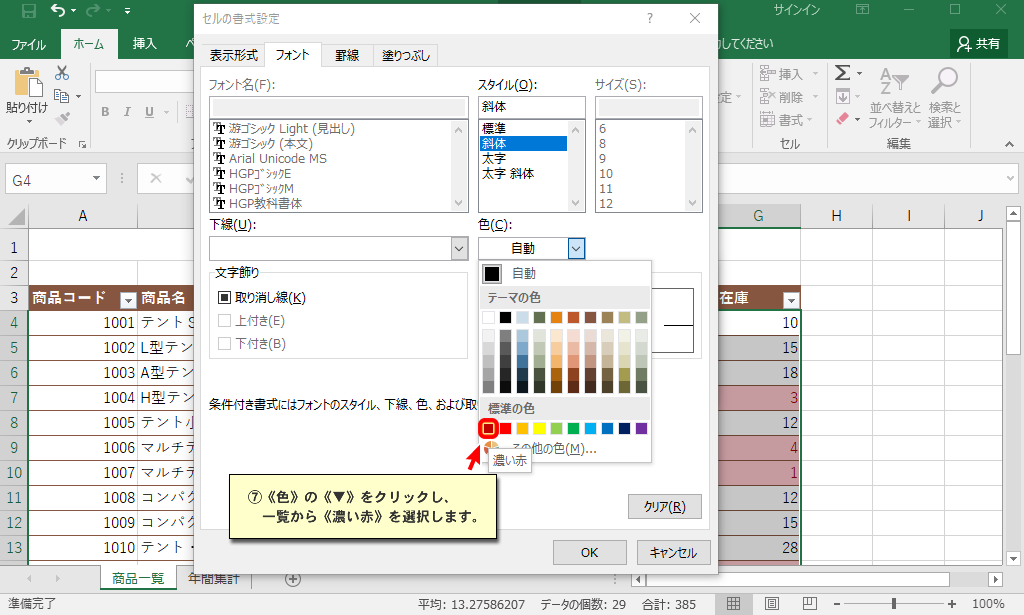 セルの書式設定
?
サインイン
ファイル
ホーム
挿入
してください
共有
貼り付け
クリップボード
B I U
挿入
削除
書式
セル
並べ替えと
フィルター
検索と
選択
編集
表示形式
フォント
罫線
塗りつぶし
フォント名(F):
スタイル(O):
サイズ(S):
斜体
游ゴシック Light (見出し)
游ゴシック (本文)
Arial Unicode MS
HGPゴシックE
HGPゴシックM
HGP教科書体
標準
斜体
太字
太字 斜体
6
8
9
10
11
12
下線(U):
色(C):
自動
文字飾り
取り消し線(K)
上付き(E)
下付き(B)
自動
テーマの色
標準の色
その他の色(M)...
濃い赤
条件付き書式にはフォントのスタイル、下線、色、および取
⑦《色》の《▼》をクリックし、
一覧から《濃い赤》を選択します。
クリア(R)
OK
キャンセル
G4
A
G
H
I
J
1
2
3 商品コード 商品名 在庫
4 1001 テント S 10
5 1002 L型テン 15
6 1003 A型テン 18
7 1004 H型テン 3
8 1005 テント小 12
9 1006 マルチテ 4
10 1007 マルチテ 1
11 1008 コンパク 12
12 1009 コンパク 15
13 1010 テント・ 28
商品一覧
年間集計
準備完了
平均: 13.27586207
データの個数: 29
合計: 385
100%